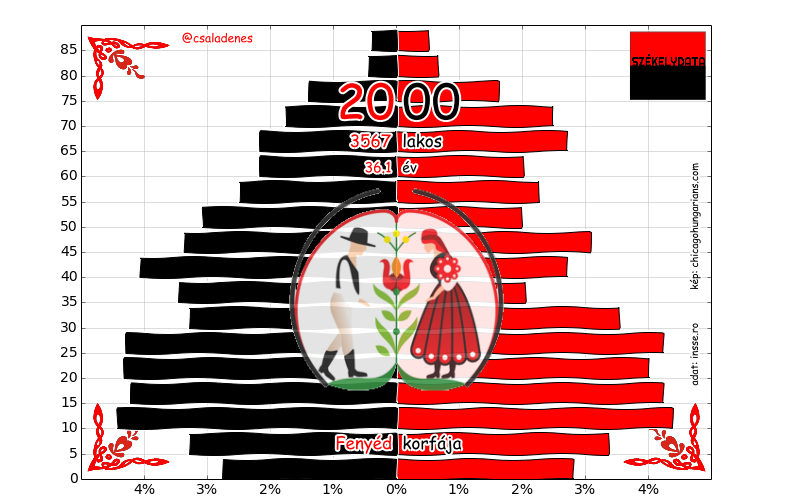 @csaladenes
SZÉKELYDATA
2000
3567 lakos
36.1 év
kép: chicagohungarians.com
adat: insse.ro
Fenyéd korfája
85
80
75
70
65
60
55
50
45
40
35
30
25
20
15
10
5
0
4% 3% 2% 1% 0% 1% 2% 3% 4%